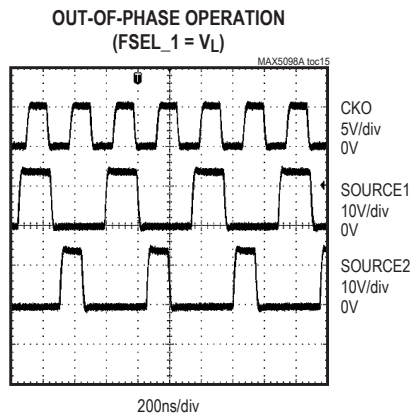 OUT-OF-PHASE OPERATION
(FSEL_1 = VL)
MAX5098A toc15
CKO
5V/div
0V
SOURCE1
10V/div
0V
SOURCE2
10V/div
0V
200ns/div